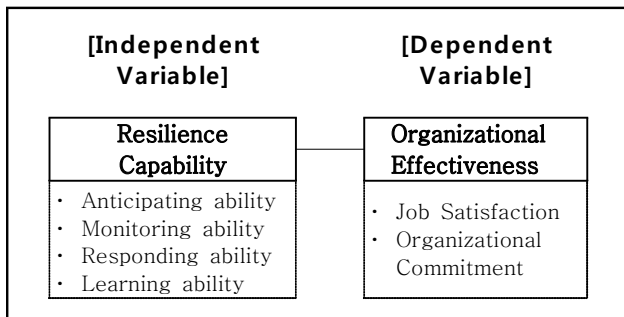 [Independent
Variable]
[Dependent
Variable]
Resilience
Capability
· Anticipating ability
· Monitoring ability
· Responding ability
· Learning ability
Organizational
Effectiveness
· Job Satisfaction
· Organizational
Commitment